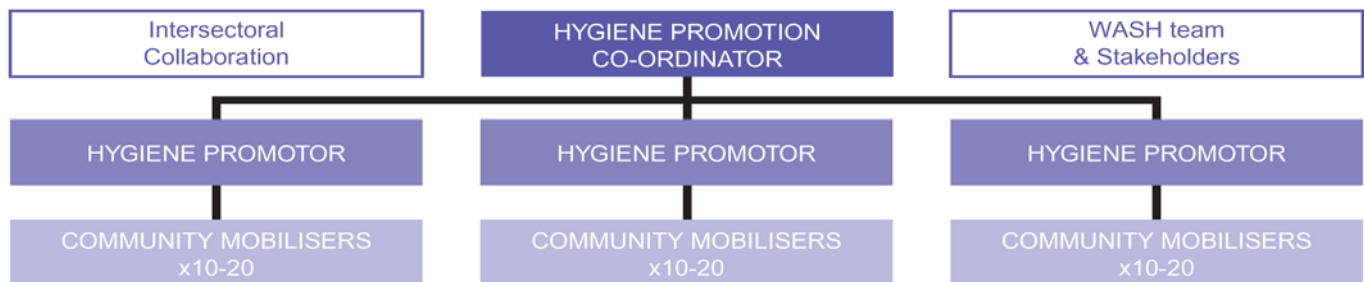 Intersectoral
Collaboration
HYGIENE PROMOTION
CO-ORDINATOR
WASH team
& Stakeholders
HYGIENE PROMOTOR
HYGIENE PROMOTOR
HYGIENE PROMOTOR
COMMUNITY MOBILISERS
x10-20
COMMUNITY MOBILISERS
x10-20
COMMUNITY MOBILISERS
x10-20